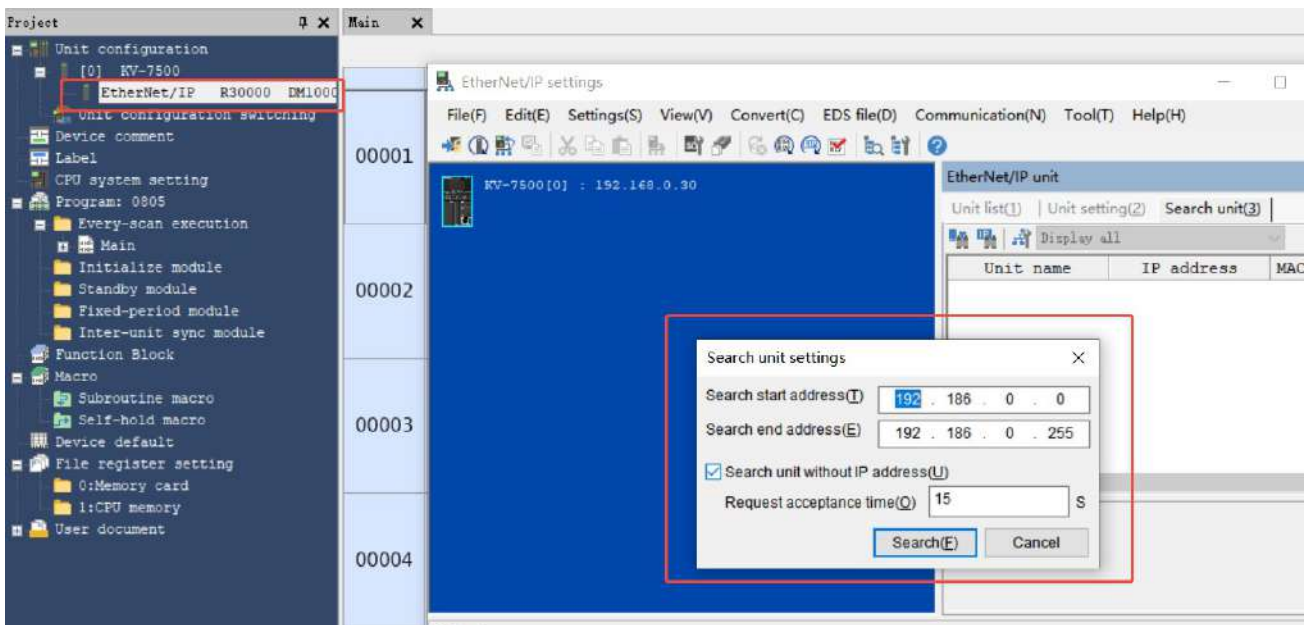 Project
Unit configuration
[0] KV-7500
EtherNet/IP R30000 DM1000
Unit configuration switching
Device comment
Label
CPU system setting
Program: 0805
Every-scan execution
Main
Initialize module
Standby module
Fixed-period module
Inter-unit sync module
Function Block
Macro
Subroutine macro
Self-hold macro
Device default
File register setting
0:Memory card
1:CPU memory
User document
Main
00001
00002
00003
00004
EtherNet/IP settings
File(F) Edit(E) Settings(S) View(V) Convert(C) EDS file(D) Communication(N) Tool(T) Help(H)
KV-7500[0] : 192.168.0.30
EtherNet/IP unit
Unit list(1) Unit setting(2) Search unit(3)
Display all
Unit name IP address MAC
Search unit settings
Search start address(T) 192 . 186 . 0 . 0
Search end address(E) 192 . 186 . 0 . 255
Search unit without IP address(U)
Request acceptance time(O) 15 S
Search(F) Cancel